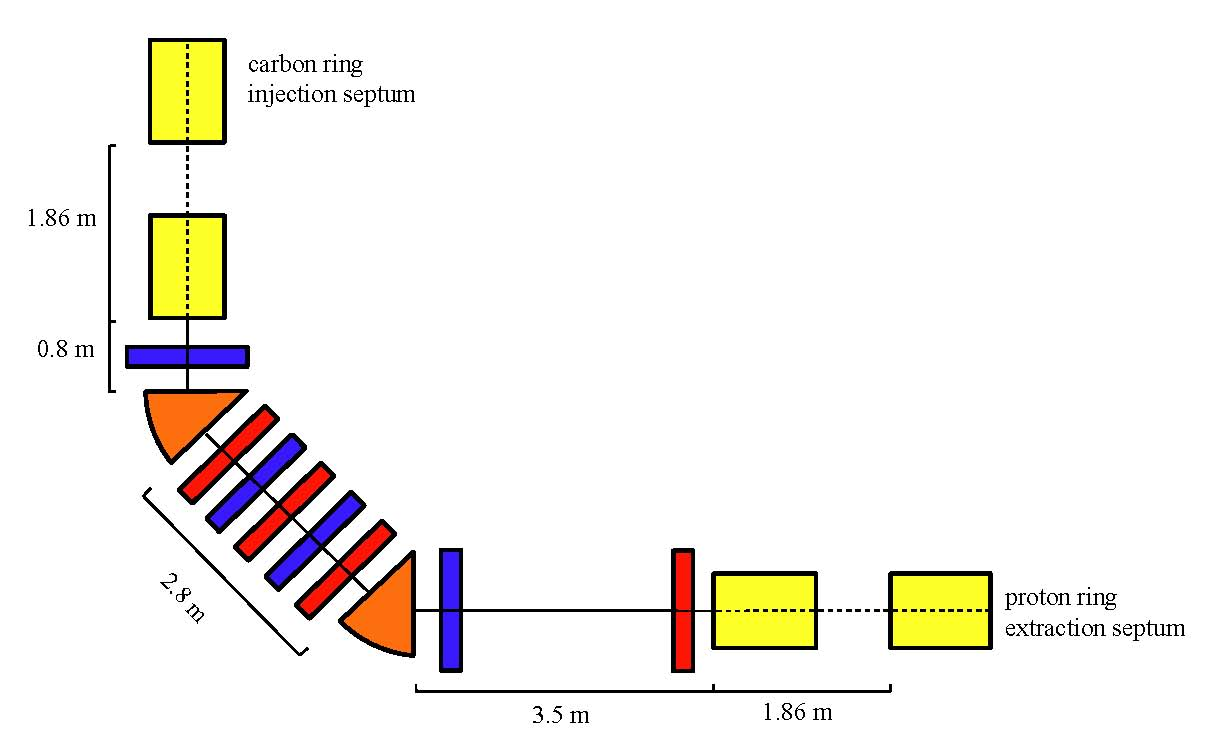 carbon ring
injection septum
1.86 m
0.8 m
2.8 m
proton ring
extraction septum
3.5 m
1.86 m